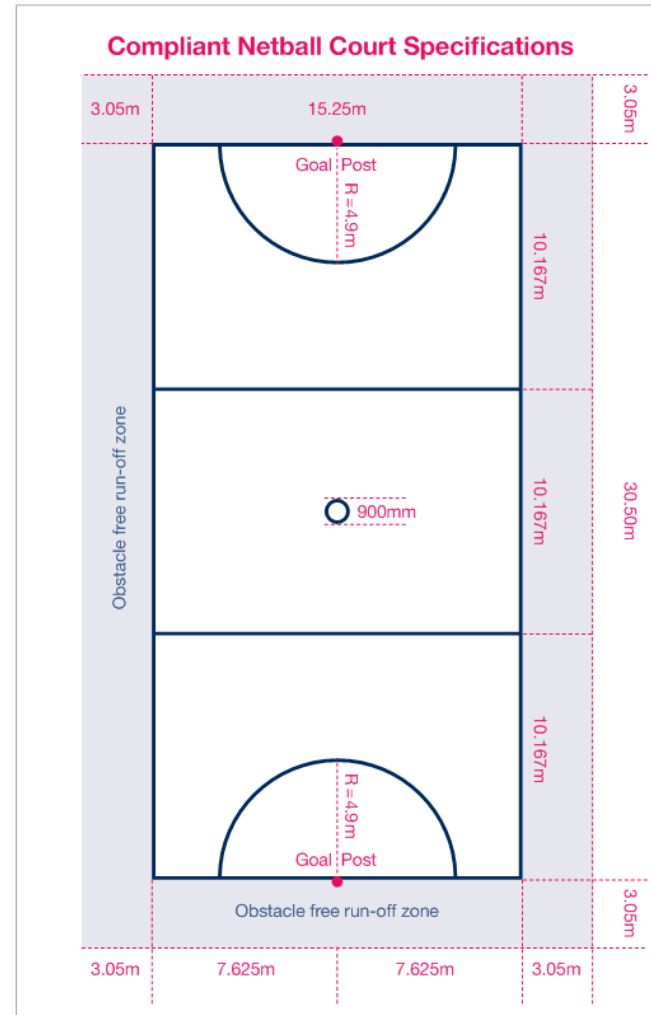 Compliant Netball Court Specifications
3.05m
15.25m
3.05m
Goal Post
R = 4.9m
10.167m
Obstacle free run-off zone
900mm
10.167m
30.50m
10.167m
R = 4.9m
Goal Post
Obstacle free run-off zone
3.05m
3.05m
7.625m
7.625m
3.05m